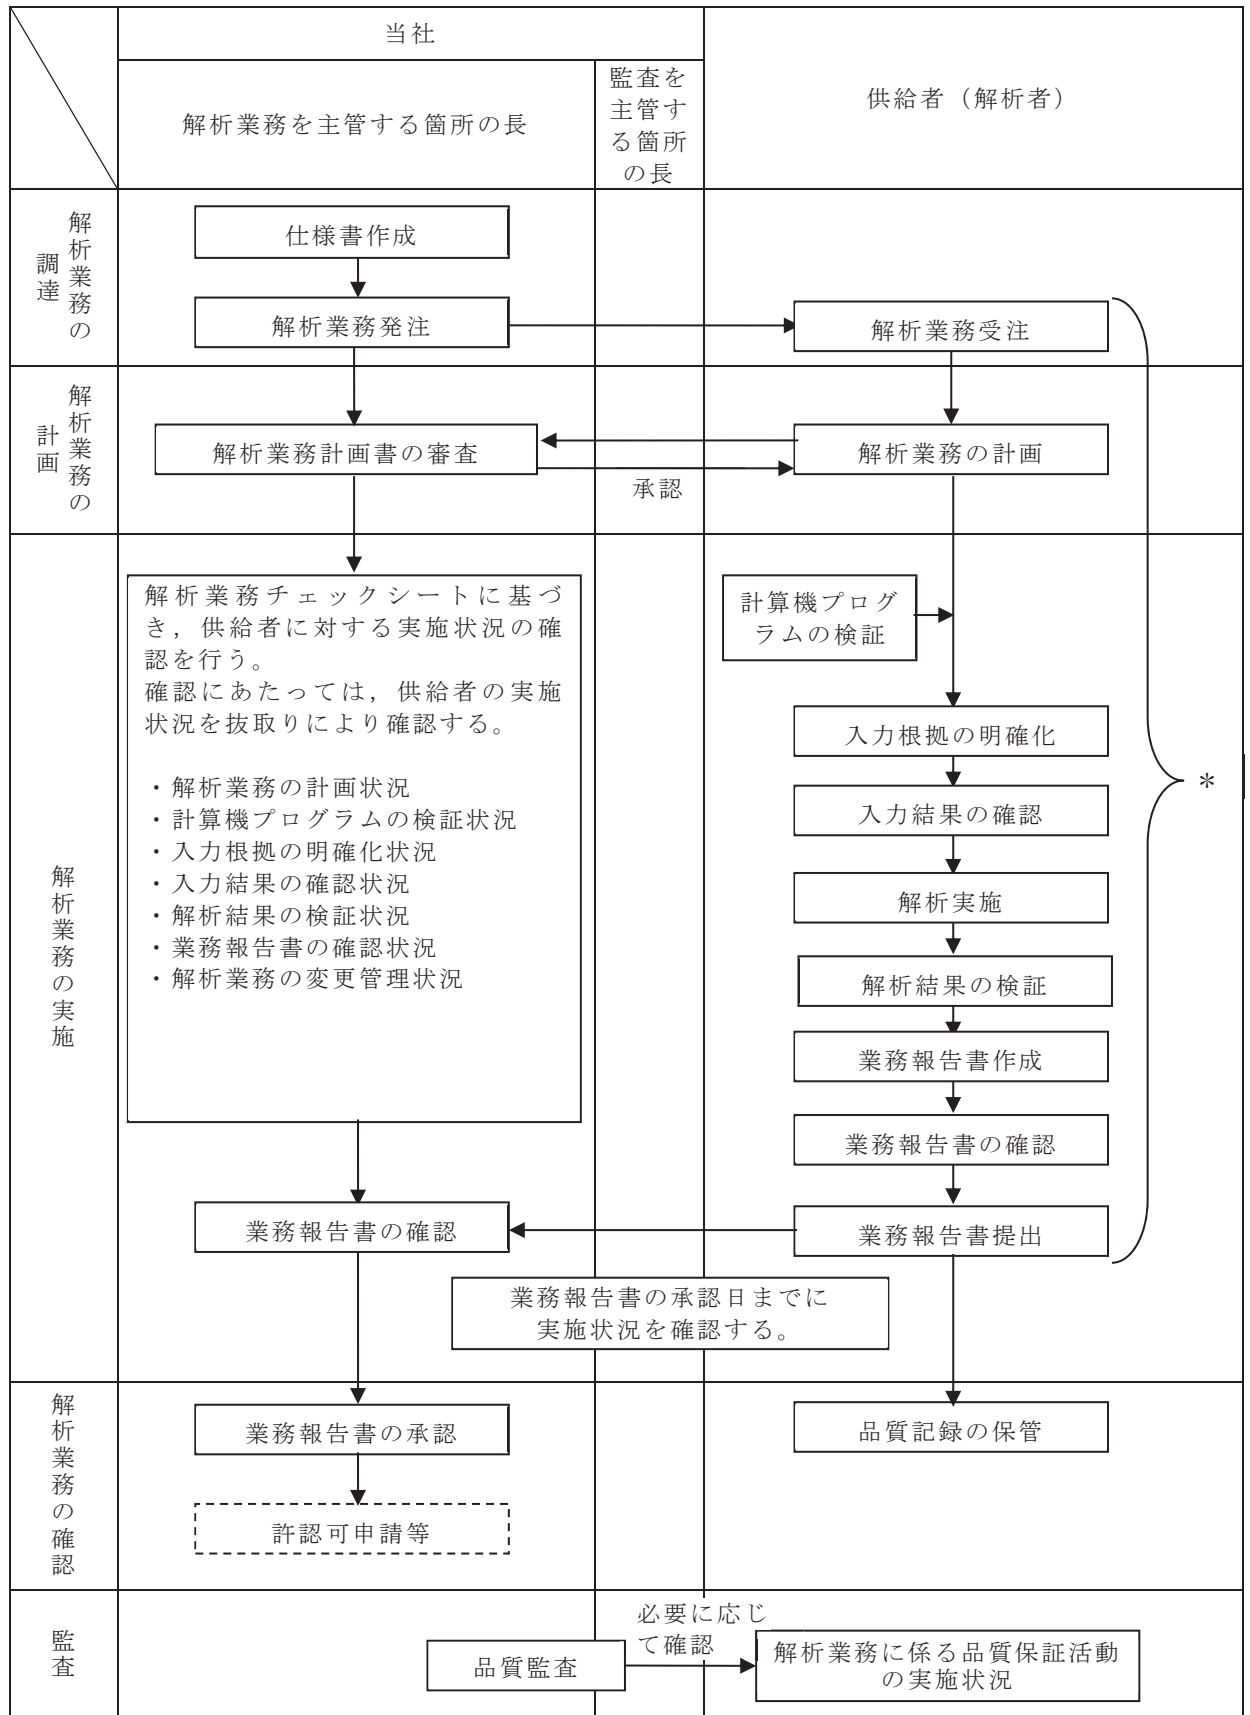 当社
解析業務を主管する箇所の長
監査を
主管す
る箇所
の長
供給者（解析者）
解析業務の
調達
仕様書作成
解析業務発注
解析業務受注
解析業務の
計画
解析業務計画書の審査
解析業務の計画
承認
解析業務の実施
解析業務チェックシートに基づ
き，供給者に対する実施状況の確
認を行う。
確認にあたっては，供給者の実施
状況を抜取りにより確認する。
・解析業務の計画状況
・計算機プログラムの検証状況
・入力根拠の明確化状況
・入力結果の確認状況
・解析結果の検証状況
・業務報告書の確認状況
・解析業務の変更管理状況
計算機プログ
ラムの検証
入力根拠の明確化
入力結果の確認
解析実施
解析結果の検証
業務報告書作成
業務報告書の確認
業務報告書提出
＊
業務報告書の確認
業務報告書の承認日までに
実施状況を確認する。
解析業務の確認
業務報告書の承認
品質記録の保管
許認可申請等
監査
品質監査
必要に応じ
て確認
解析業務に係る品質保証活動
の実施状況